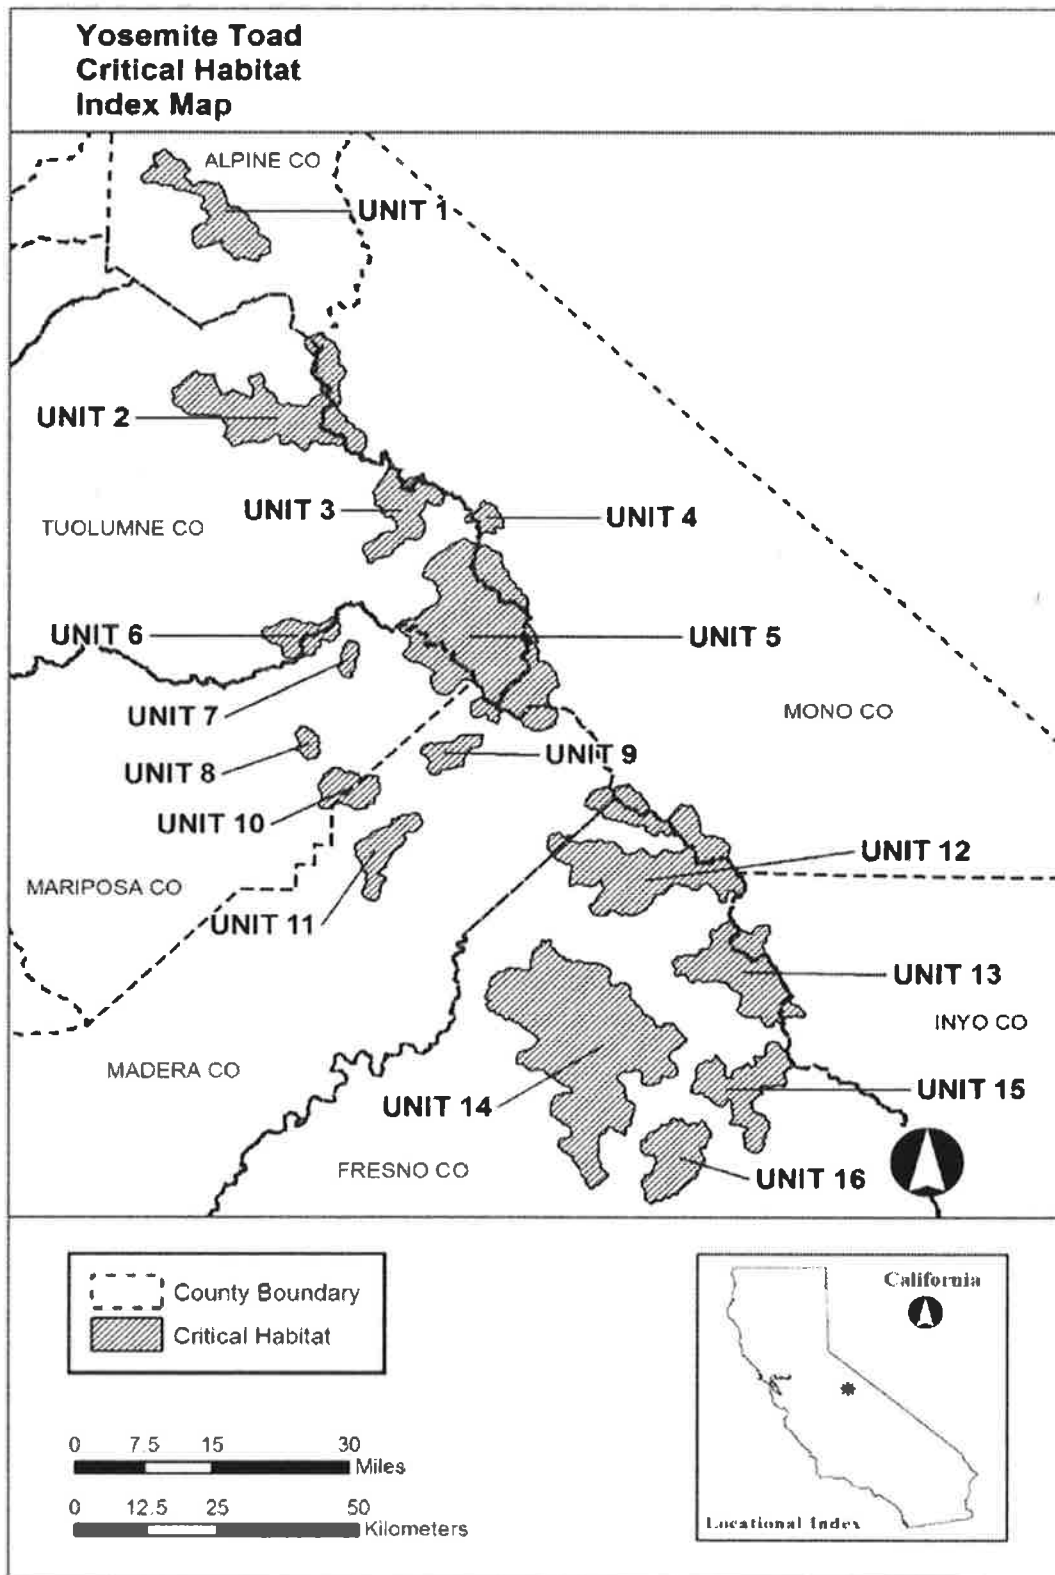 Yosemite Toad
Critical Habitat
Index Map
ALPINE CO
UNIT 1
UNIT 2
UNIT 3
UNIT 4
TUOLUMNE CO
UNIT 6
UNIT 5
UNIT 7
MONO CO
UNIT 8
UNIT 9
UNIT 10
UNIT 12
MARIPOSA CO
UNIT 11
UNIT 13
INYO CO
MADERA CO
UNIT 14
UNIT 15
FRESNO CO
UNIT 16
County Boundary
Critical Habitat
0 7.5 15 30
Miles
0 12.5 25 50
Kilometers
California
Locational Index